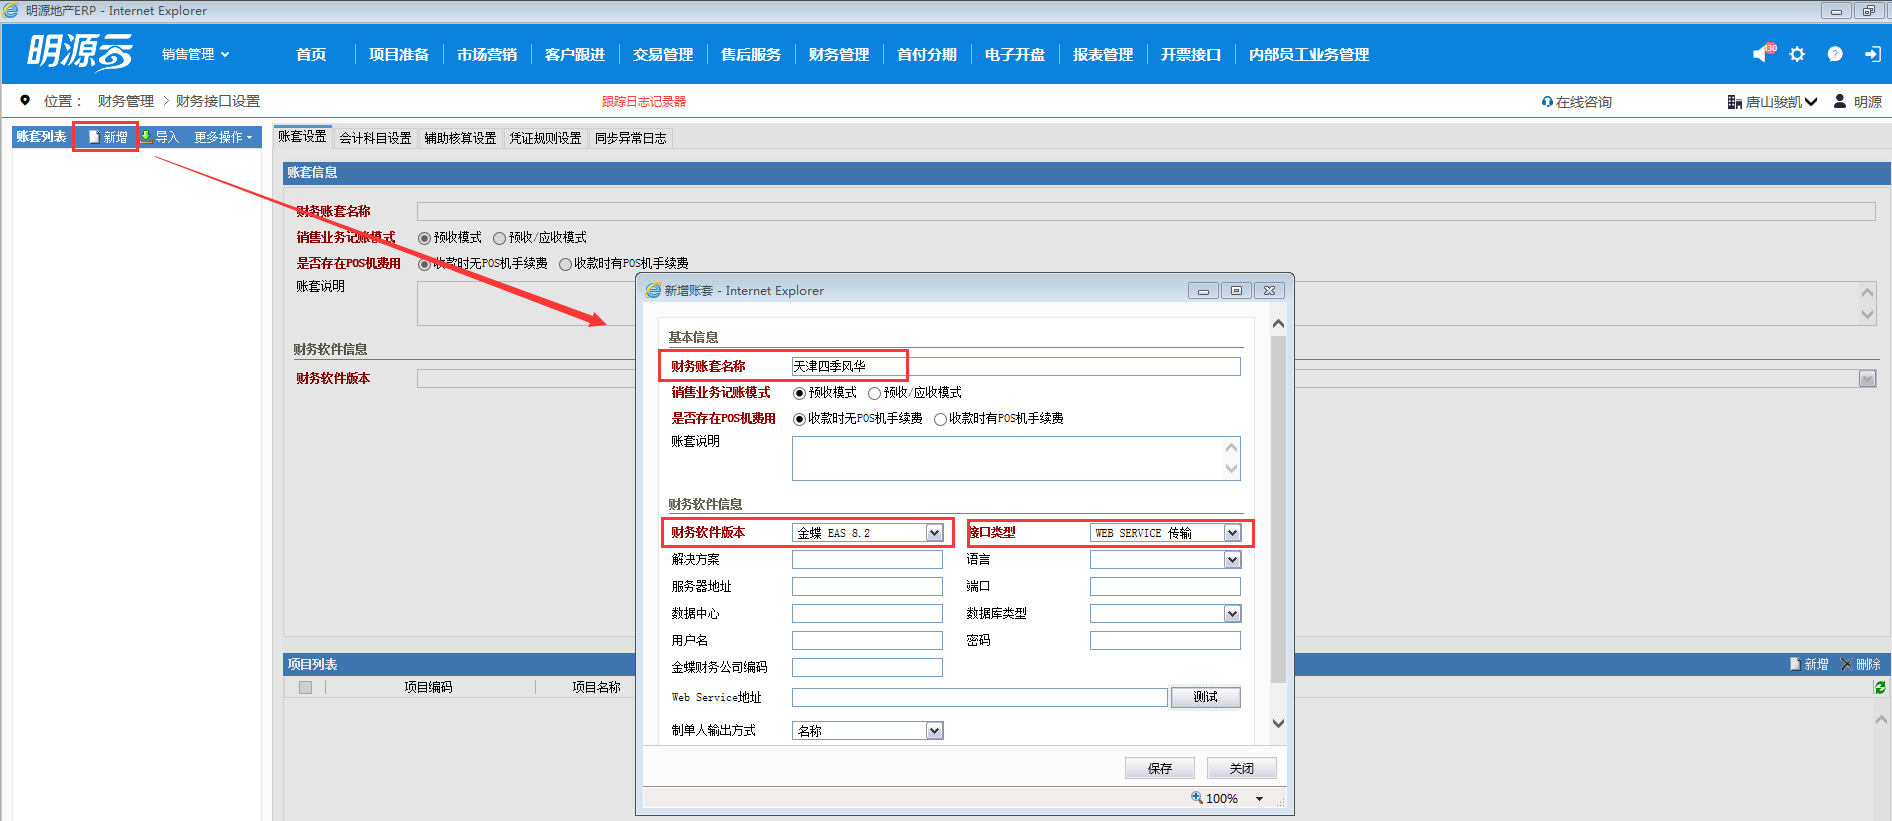 明源地产ERP - Internet Explorer
明源云 销售管理 首页 项目准备 市场营销 客户跟进 交易管理 售后服务 财务管理 首付分期 电子开盘 报表管理 开票接口 内部员工业务管理 130
位置： 财务管理 > 财务接口设置 跟踪日志记录器 在线咨询 唐山骏凯 明源
账套列表 新增 导入 更多操作 账套设置 会计科目设置 辅助核算设置 凭证规则设置 同步异常日志
账套信息
财务账套名称
销售业务记账模式 预收模式 预收/应收模式
是否存在POS机费用 收款时无POS机手续费 收款时有POS机手续费
账套说明
财务软件信息
财务软件版本
新增账套 - Internet Explorer
基本信息
财务账套名称 天津四季风华
销售业务记账模式 预收模式 预收/应收模式
是否存在POS机费用 收款时无POS机手续费 收款时有POS机手续费
账套说明
财务软件信息
财务软件版本 金蝶 EAS 8.2 接口类型 WEB SERVICE 传输
解决方案 语言
服务器地址 端口
数据中心 数据库类型
用户名 密码
金蝶财务公司编码
Web Service地址 测试
制单人输出方式 名称
保存 关闭
100%
项目列表 新增 删除
项目编码 项目名称